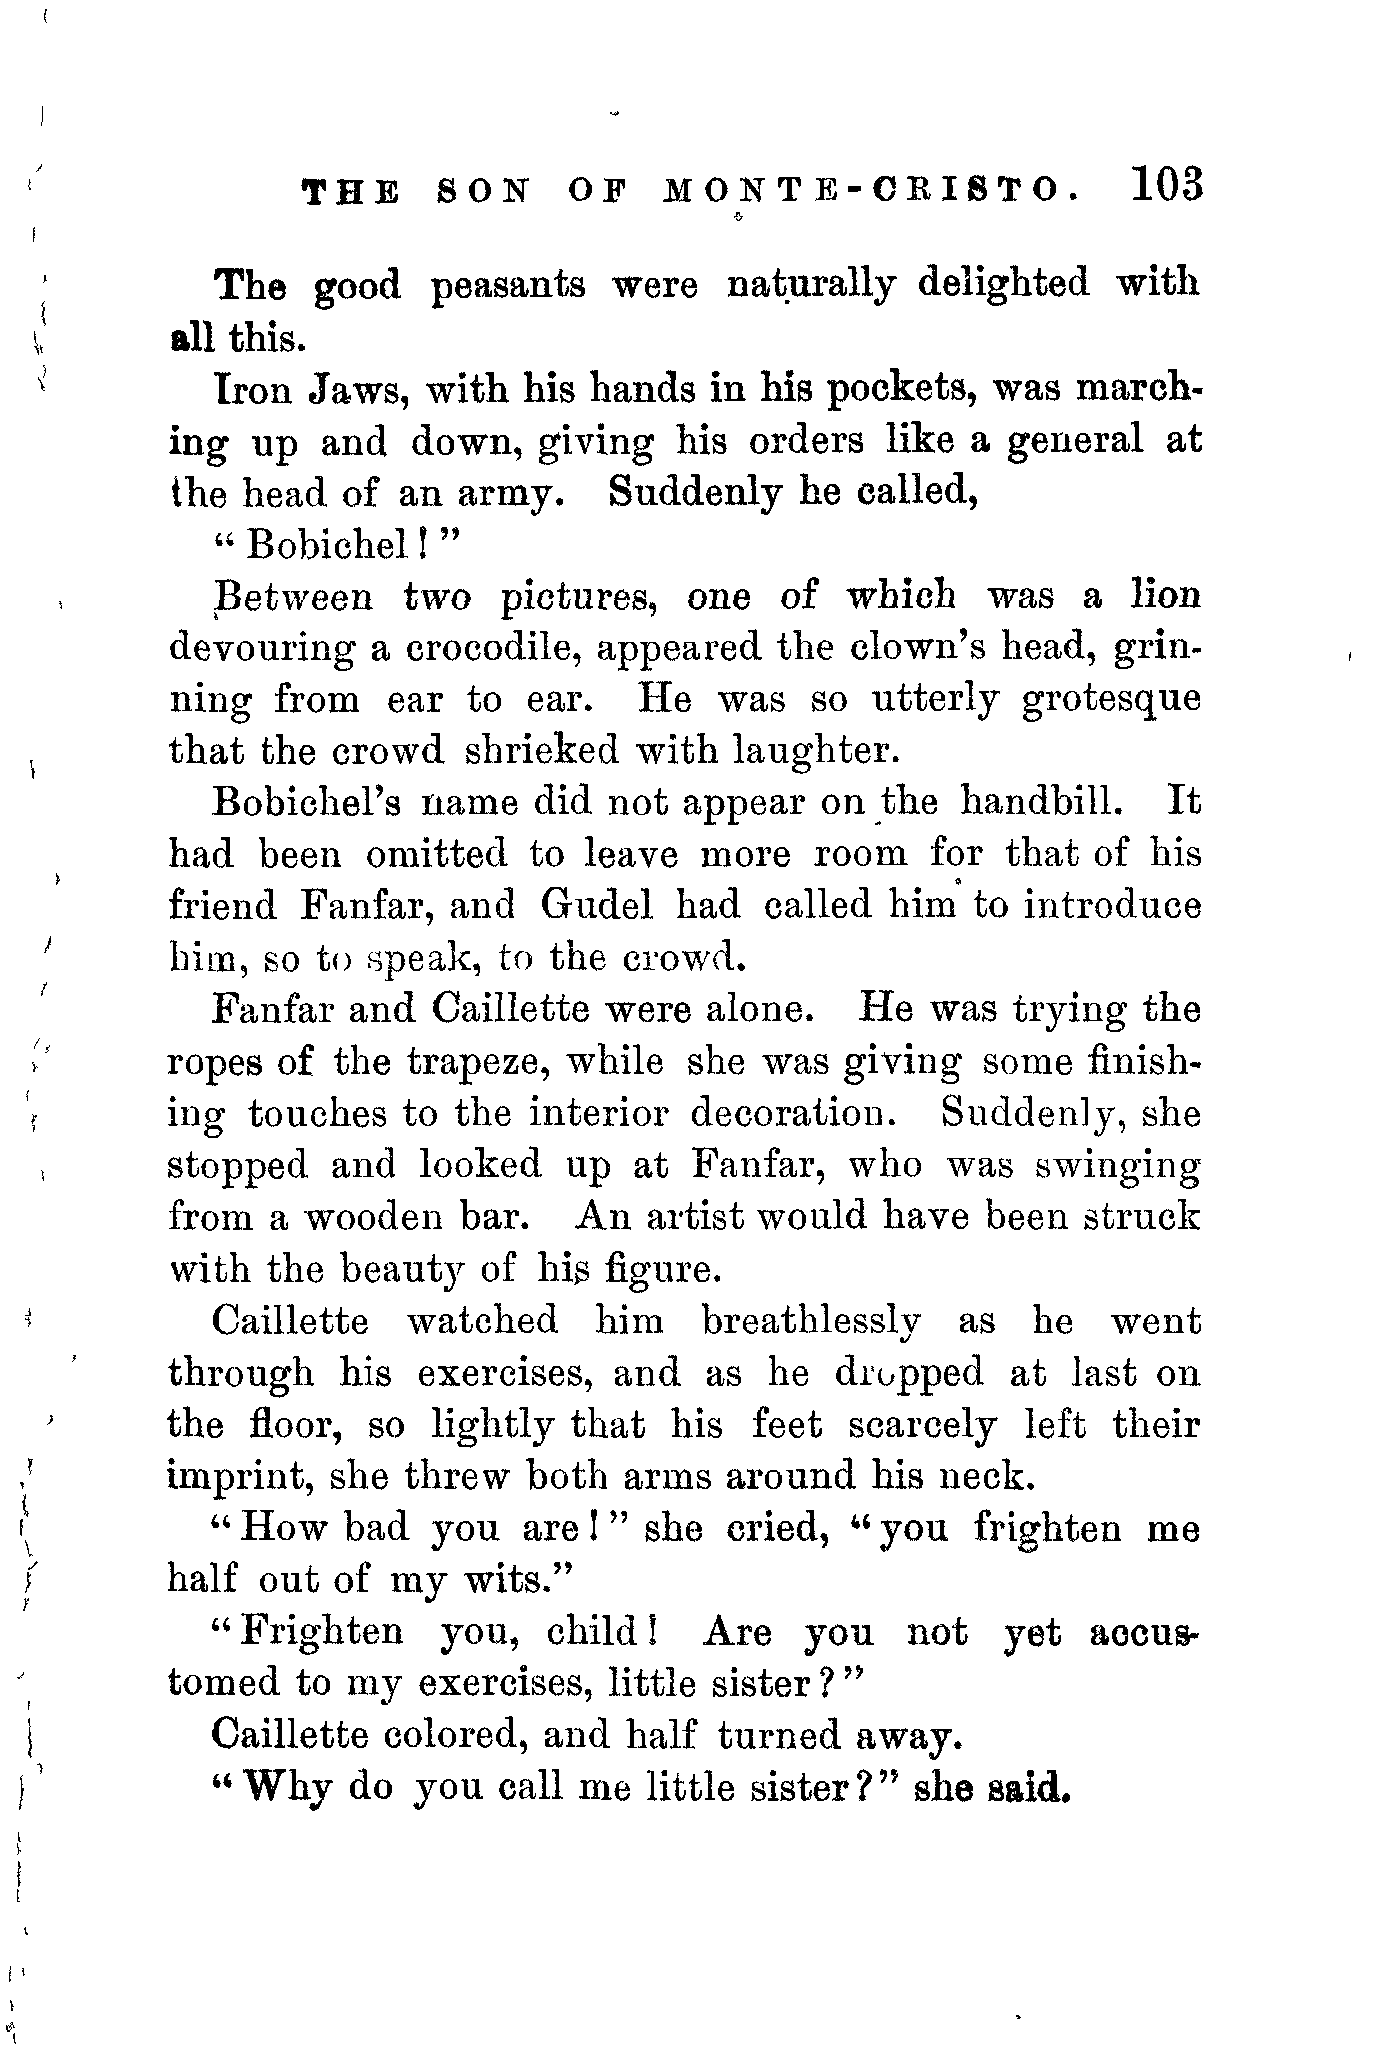 THE SON OF MONTE-CRISTO. 103
The good peasants were naturally delighted with
all this.
Iron Jaws, with his hands in his pockets, was march-
ing up and down, giving his orders like a general at
the head of an army. Suddenly he called,
“Bobichel!”
Between two pictures, one of which was a lion
devouring a crocodile, appeared the clown’s head, grin-
ning from ear to ear. He was so utterly grotesque
that the crowd shrieked with laughter.
Bobichel’s name did not appear on the handbill. It
had been omitted to leave more room for that of his
friend Fanfar, and Gudel had called him to introduce
him, so to speak, to the crowd.
Fanfar and Caillette were alone. He was trying the
ropes of the trapeze, while she was giving some finish-
ing touches to the interior decoration. Suddenly, she
stopped and looked up at Fanfar, who was swinging
from a wooden bar. An artist would have been struck
with the beauty of his figure.
Caillette watched him breathlessly as he went
through his exercises, and as he dropped at last on
the floor, so lightly that his feet scarcely left their
imprint, she threw both arms around his neck.
“How bad you are!” she cried, “you frighten me
half out of my wits.”
“Frighten you, child! Are you not yet accus-
tomed to my exercises, little sister?”
Caillette colored, and half turned away.
“Why do you call me little sister?” she said.